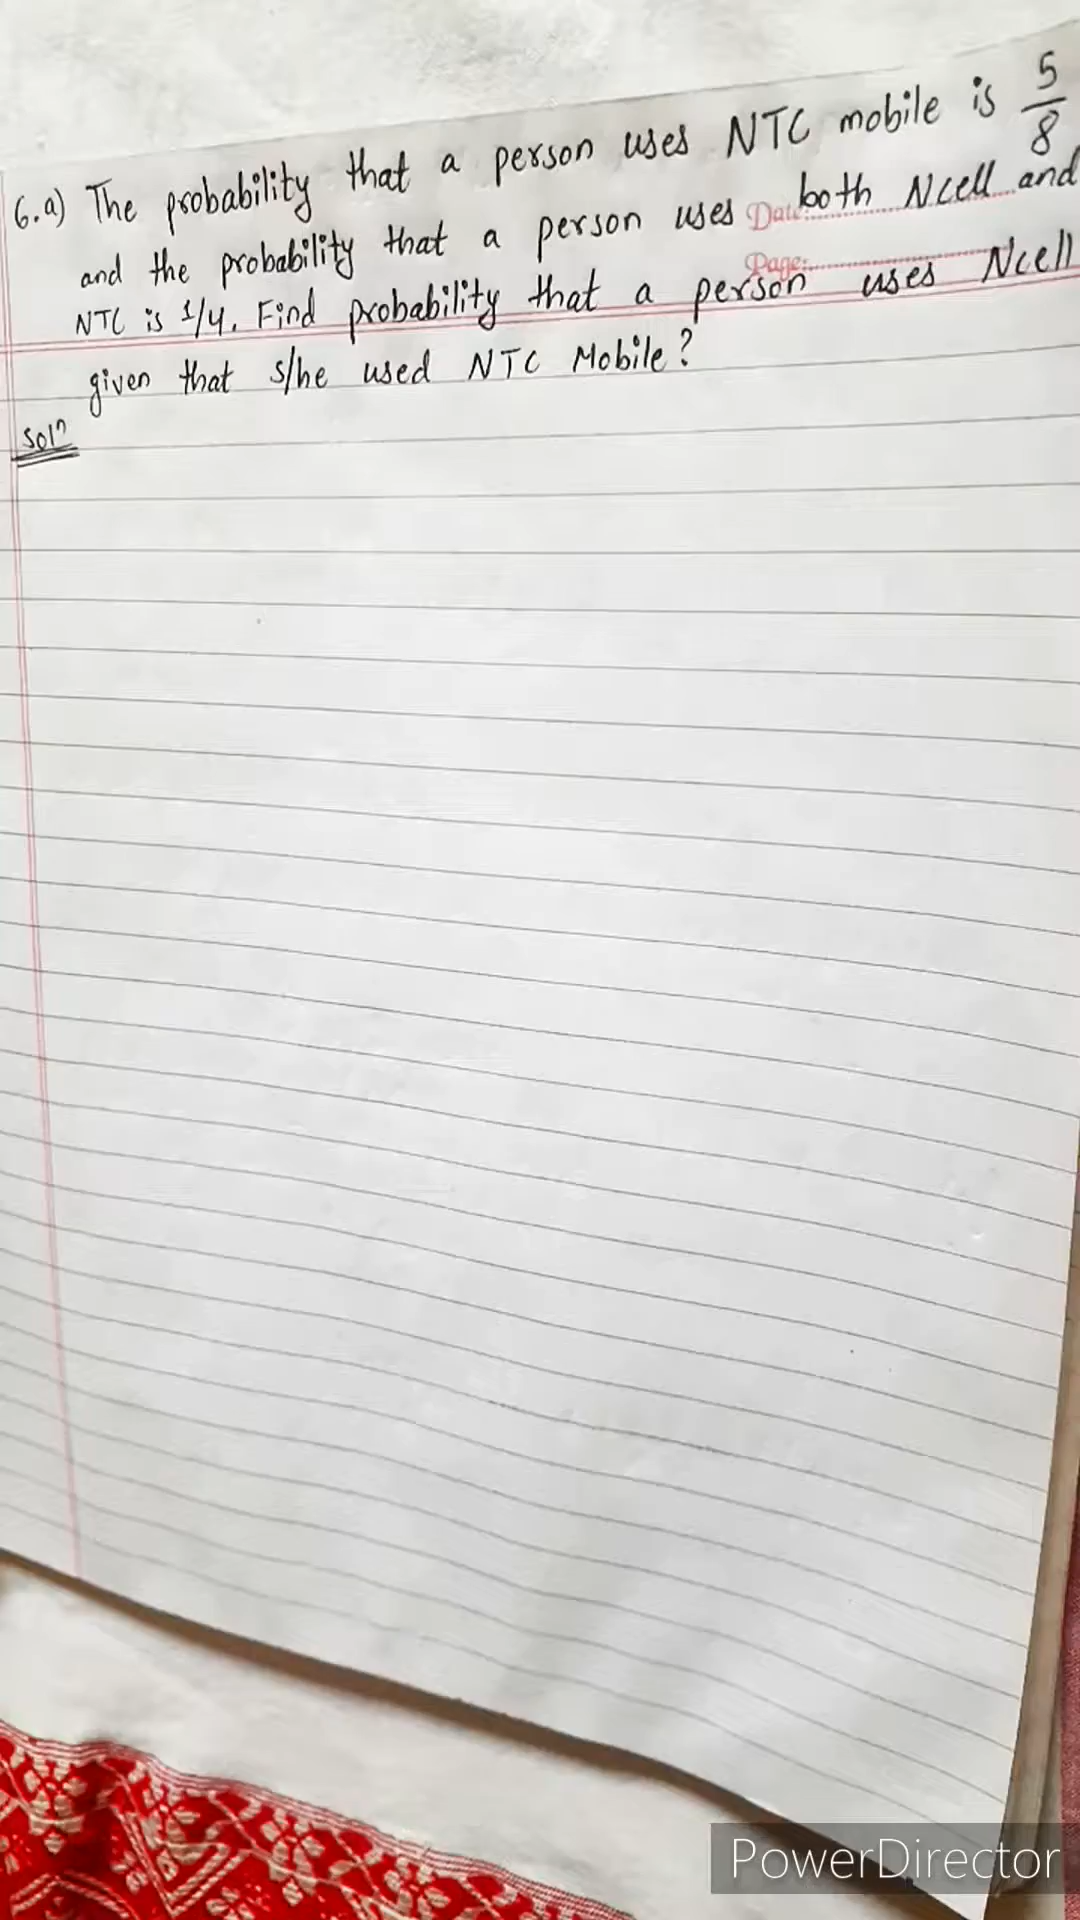 6.a) The probability that a person uses NTC mobile is 5/8
and the probability that a person uses both Ncell and
Date:
NTC is 1/4. Find probability that a person uses Ncell
Page:
given that s/he used NTC Mobile?
Solⁿ
PowerDirector